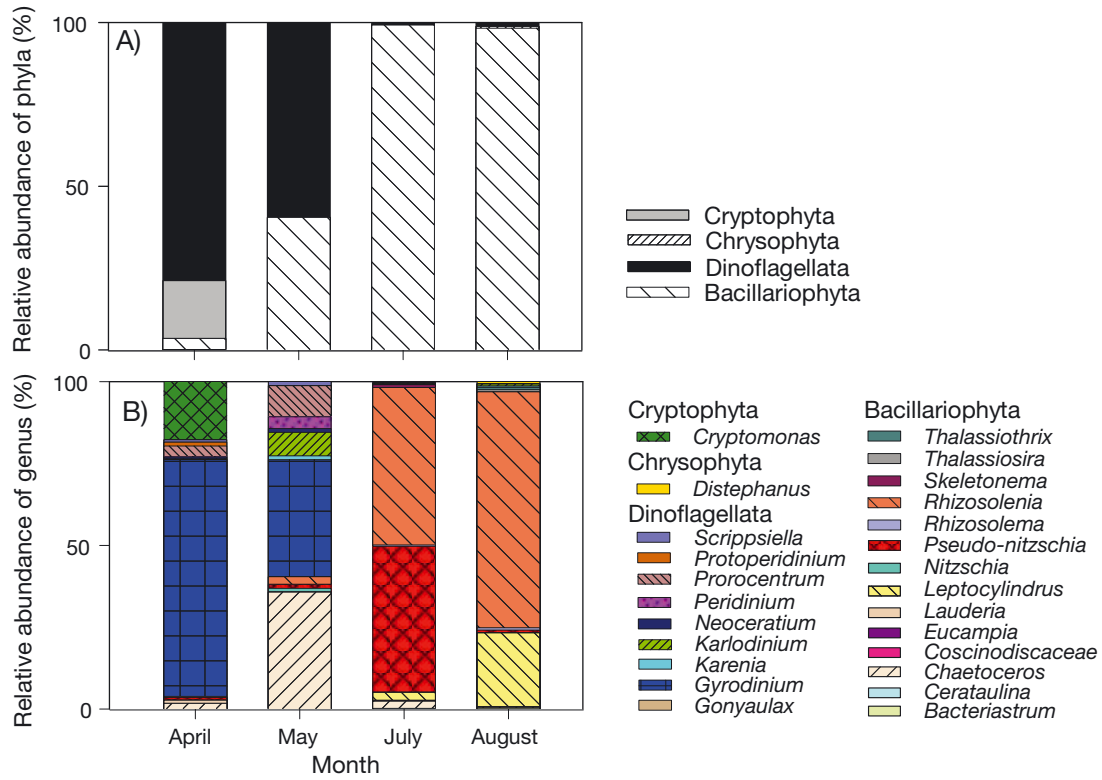 Relative abundance of phyla (%)
100
50
0
A)
Cryptophyta
Chrysophyta
Dinoflagellata
Bacillariophyta
Relative abundance of genus (%)
100
50
0
B)
April
May
July
August
Month
Cryptophyta
Cryptomonas
Chrysophyta
Distephanus
Dinoflagellata
Scrippsiella
Protoperidinium
Prorocentrum
Peridinium
Neoceratium
Karlodinium
Karenia
Gyrodinium
Gonyaulax
Bacillariophyta
Thalassiothrix
Thalassiosira
Skeletonema
Rhizosolenia
Rhizosolema
Pseudo-nitzschia
Nitzschia
Leptocylindrus
Lauderia
Eucampia
Coscinodiscaceae
Chaetoceros
Cerataulina
Bacteriastrum